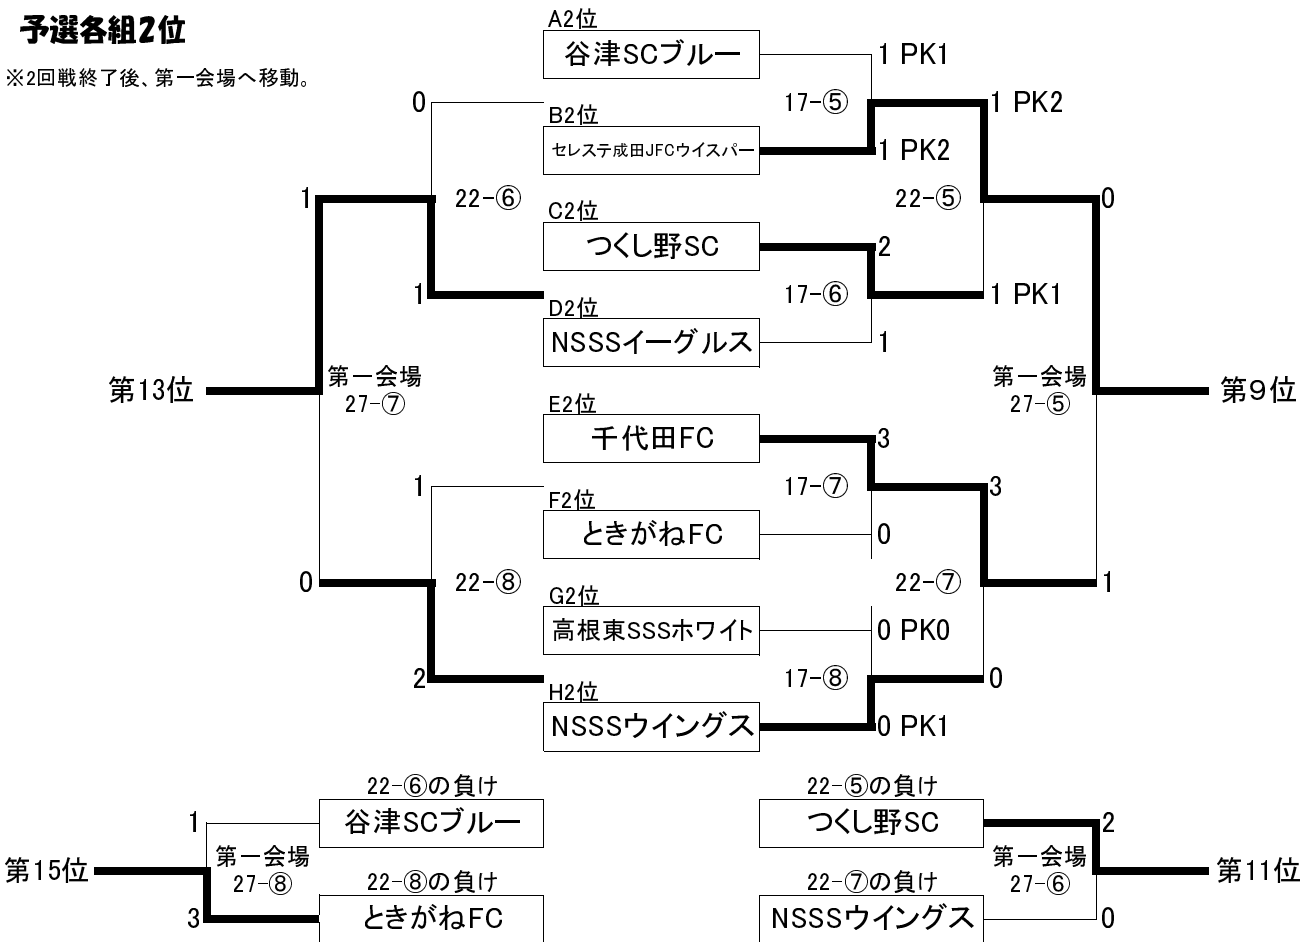 予選各組2位
※2回戦終了後、第一会場へ移動。
A2位
谷津SCブルー
1 PK1
17-⑤
0
1 PK2
B2位
セレステ成田JFCウイスパー
1 PK2
1
22-⑥
22-⑤
0
C2位
つくし野SC
2
17-⑥
1
1 PK1
D2位
NSSSイーグルス
1
第13位
第一会場
27-⑦
第一会場
27-⑤
第9位
E2位
千代田FC
3
17-⑦
1
3
F2位
ときがねFC
0
0
22-⑧
22-⑦
1
G2位
高根東SSSホワイト
0 PK0
17-⑧
2
0
H2位
NSSSウイングス
0 PK1
22-⑥の負け
22-⑤の負け
1
谷津SCブルー
つくし野SC
2
第15位
第一会場
27-⑧
第一会場
27-⑥
第11位
22-⑧の負け
22-⑦の負け
3
ときがねFC
NSSSウイングス
0